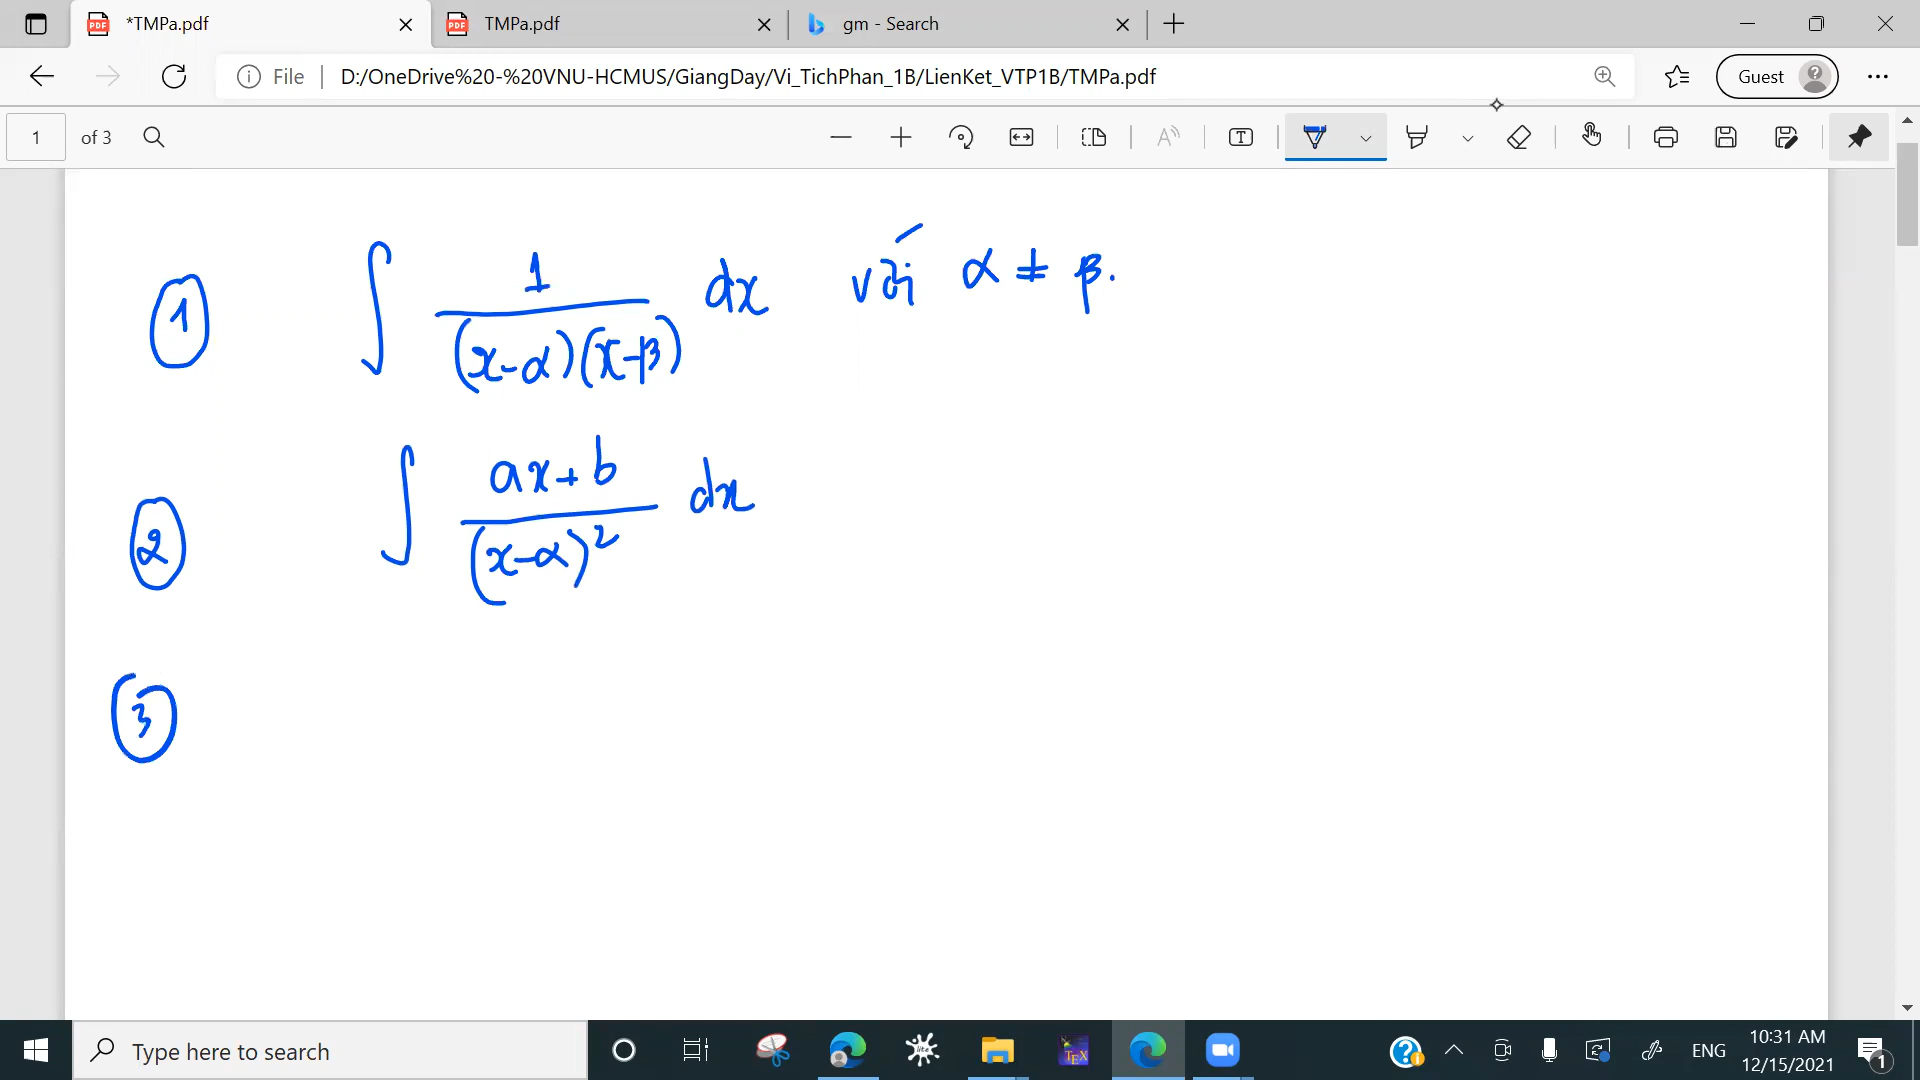 *TMPa.pdf
TMPa.pdf
gm - Search
File
D:/OneDrive%20-%20VNU-HCMUS/GiangDay/Vi_TichPhan_1B/LienKet_VTP1B/TMPa.pdf
Guest
1 of 3
① ∫ 1/((x-α)(x-β)) dx với α ≠ β.
② ∫ (ax+b)/(x-α)² dx
③
Type here to search
ENG
10:31 AM
12/15/2021
1